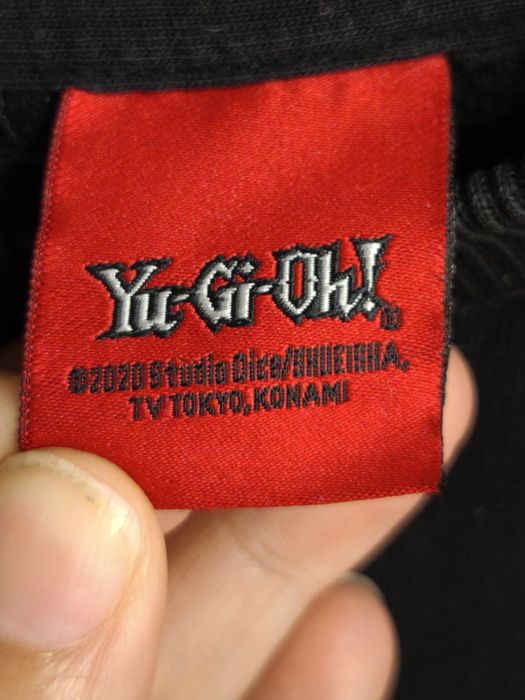 Yu-Gi-Oh!®
©2020 Studio Dice/SHUEISHA,
TV TOKYO, KONAMI